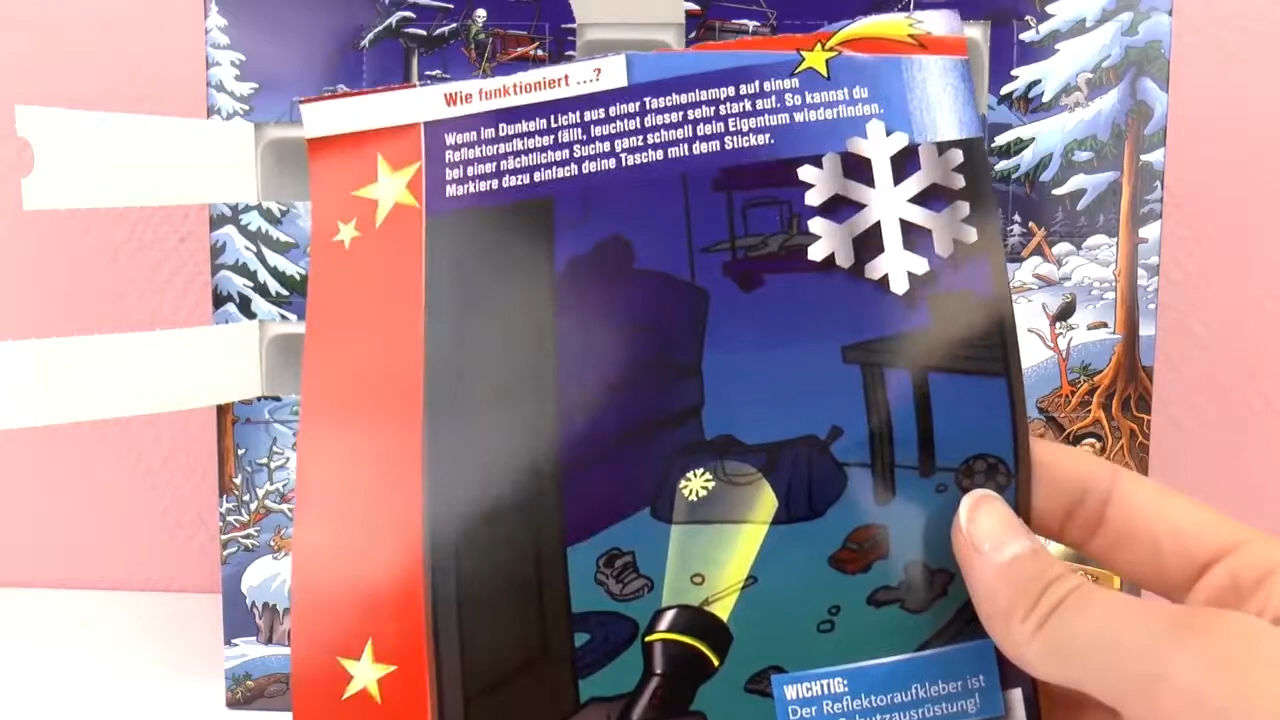 Wie funktioniert ...?
Wenn im Dunkeln Licht aus einer Taschenlampe auf einen
Reflektoraufkleber fällt, leuchtet dieser sehr stark auf. So kannst du
bei einer nächtlichen Suche ganz schnell dein Eigentum wiederfinden.
Markiere dazu einfach deine Tasche mit dem Sticker.
WICHTIG:
Der Reflektoraufkleber ist
Schutzausrüstung!